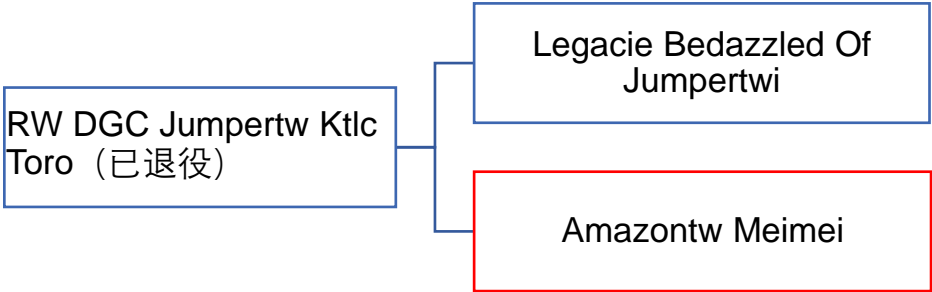 RW DGC Jumpertw Ktlc
Toro（已退役）
Legacie Bedazzled Of
Jumpertwi
Amazontw Meimei